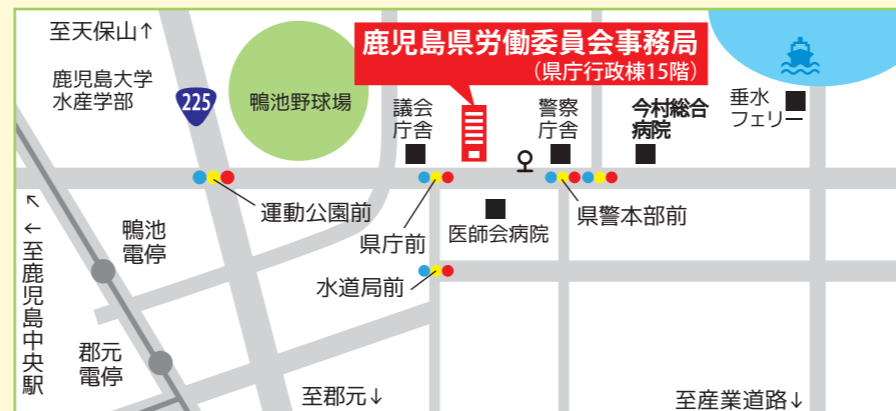 至天保山↑
鹿児島大学
水産学部
225
鴨池野球場
鹿児島県労働委員会事務局
（県庁行政棟15階）
議会
庁舎
警察
庁舎
今村総合
病院
垂水
フェリー
運動公園前
県庁前
医師会病院
県警本部前
水道局前
↖
←至鹿児島中央駅
鴨池
電停
郡元
電停
至郡元↓
至産業道路↓